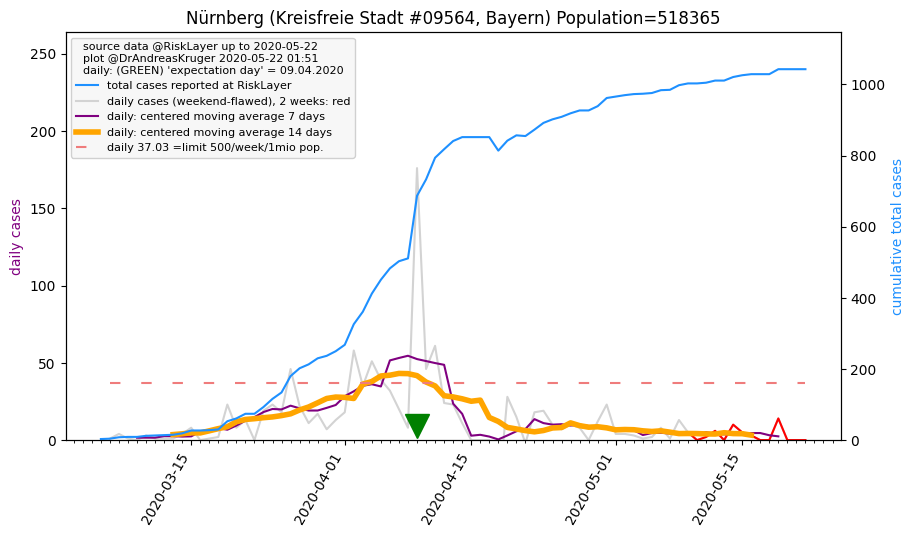 Nürnberg (Kreisfreie Stadt #09564, Bayern) Population=518365
source data @RiskLayer up to 2020-05-22
plot @DrAndreasKruger 2020-05-22 01:51
daily: (GREEN) 'expectation day' = 09.04.2020
total cases reported at RiskLayer
daily cases (weekend-flawed), 2 weeks: red
daily: centered moving average 7 days
daily: centered moving average 14 days
daily 37.03 =limit 500/week/1mio pop.
daily cases
250
200
150
100
50
0
cumulative total cases
1000
800
600
400
200
0
2020-03-15
2020-04-01
2020-04-15
2020-05-01
2020-05-15